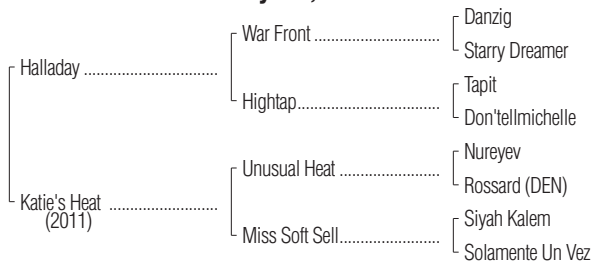 Danzig
War Front
Starry Dreamer
Halladay
Tapit
Hightap
Don'tellmichelle
Nureyev
Unusual Heat
Rossard (DEN)
Katie's Heat
(2011)
Siyah Kalem
Miss Soft Sell
Solamente Un Vez